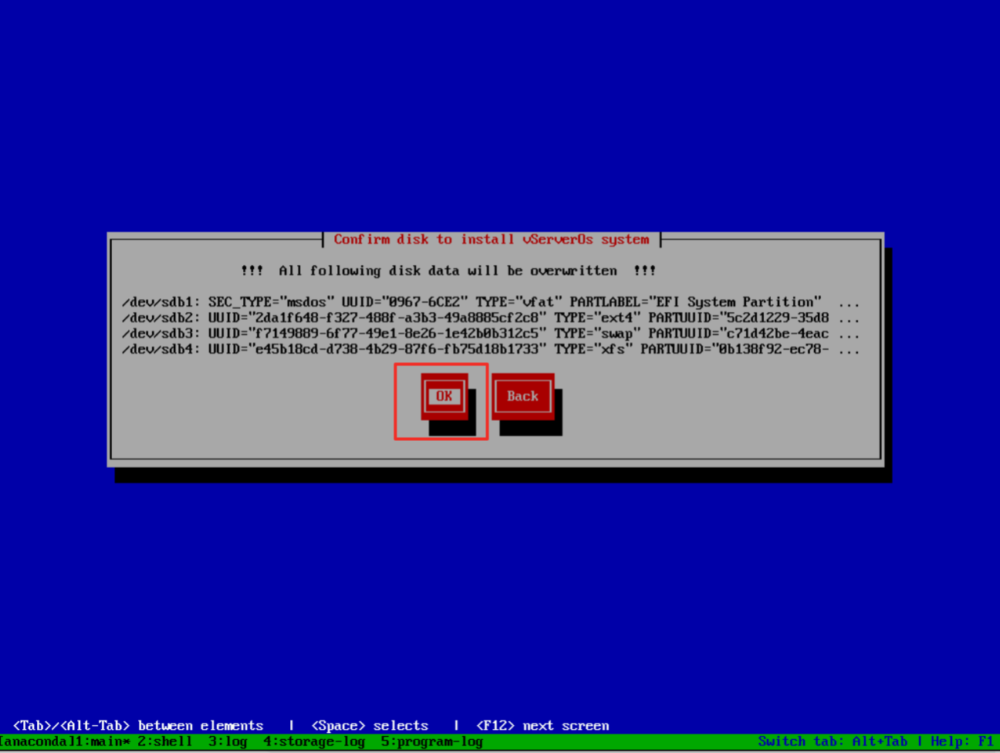 Confirm disk to install vServerOs system
!!! All following disk data will be overwritten !!!
/dev/sdb1: SEC_TYPE="msdos" UUID="0967-6CE2" TYPE="vfat" PARTLABEL="EFI System Partition" ...
/dev/sdb2: UUID="2da1f648-f327-488f-a3b3-49a8885cf2c8" TYPE="ext4" PARTUUID="5c2d1229-35d8 ...
/dev/sdb3: UUID="f7149889-6f77-49e1-8e26-1e42b0b312c5" TYPE="swap" PARTUUID="c71d42be-4eac ...
/dev/sdb4: UUID="e45b18cd-d738-4b29-87f6-fb75d18b1733" TYPE="xfs" PARTUUID="0b138f92-ec78- ...
OK Back
<Tab>/<Alt-Tab> between elements | <Space> selects | <F12> next screen
[anaconda]1:main* 2:shell 3:log 4:storage-log 5:program-log Switch tab: Alt+Tab | Help: F1